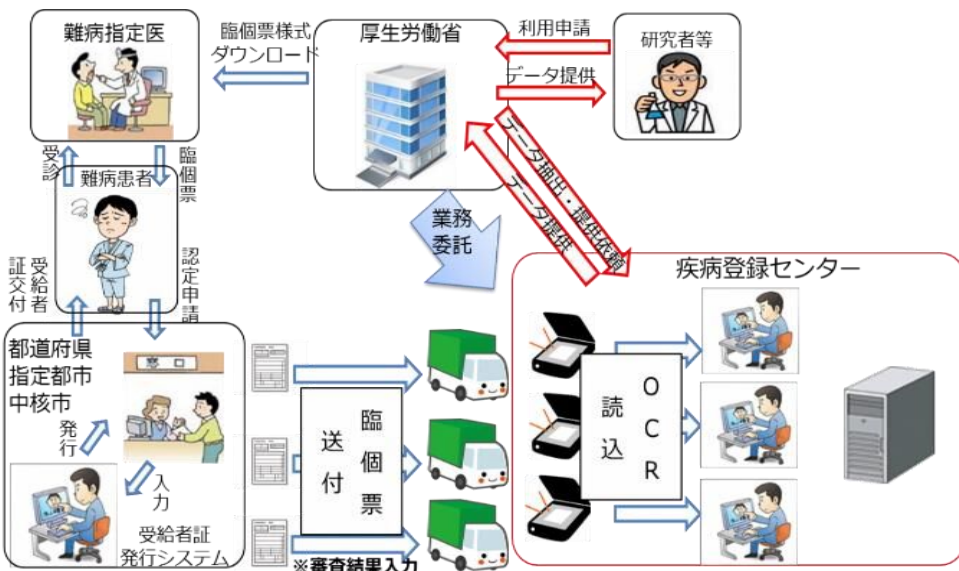 難病指定医
臨個票様式
ダウンロード
厚生労働省
利用申請
データ提供
研究者等
受診
臨個票
難病患者
受給者
証交付
認定申請
業務
委託
データ抽出・提供依頼
データ提供
疾病登録センター
都道府県
指定都市
中核市
窓口
発行
入力
受給者証
発行システム
臨個票
送付
※審査結果入力
OCR
読込